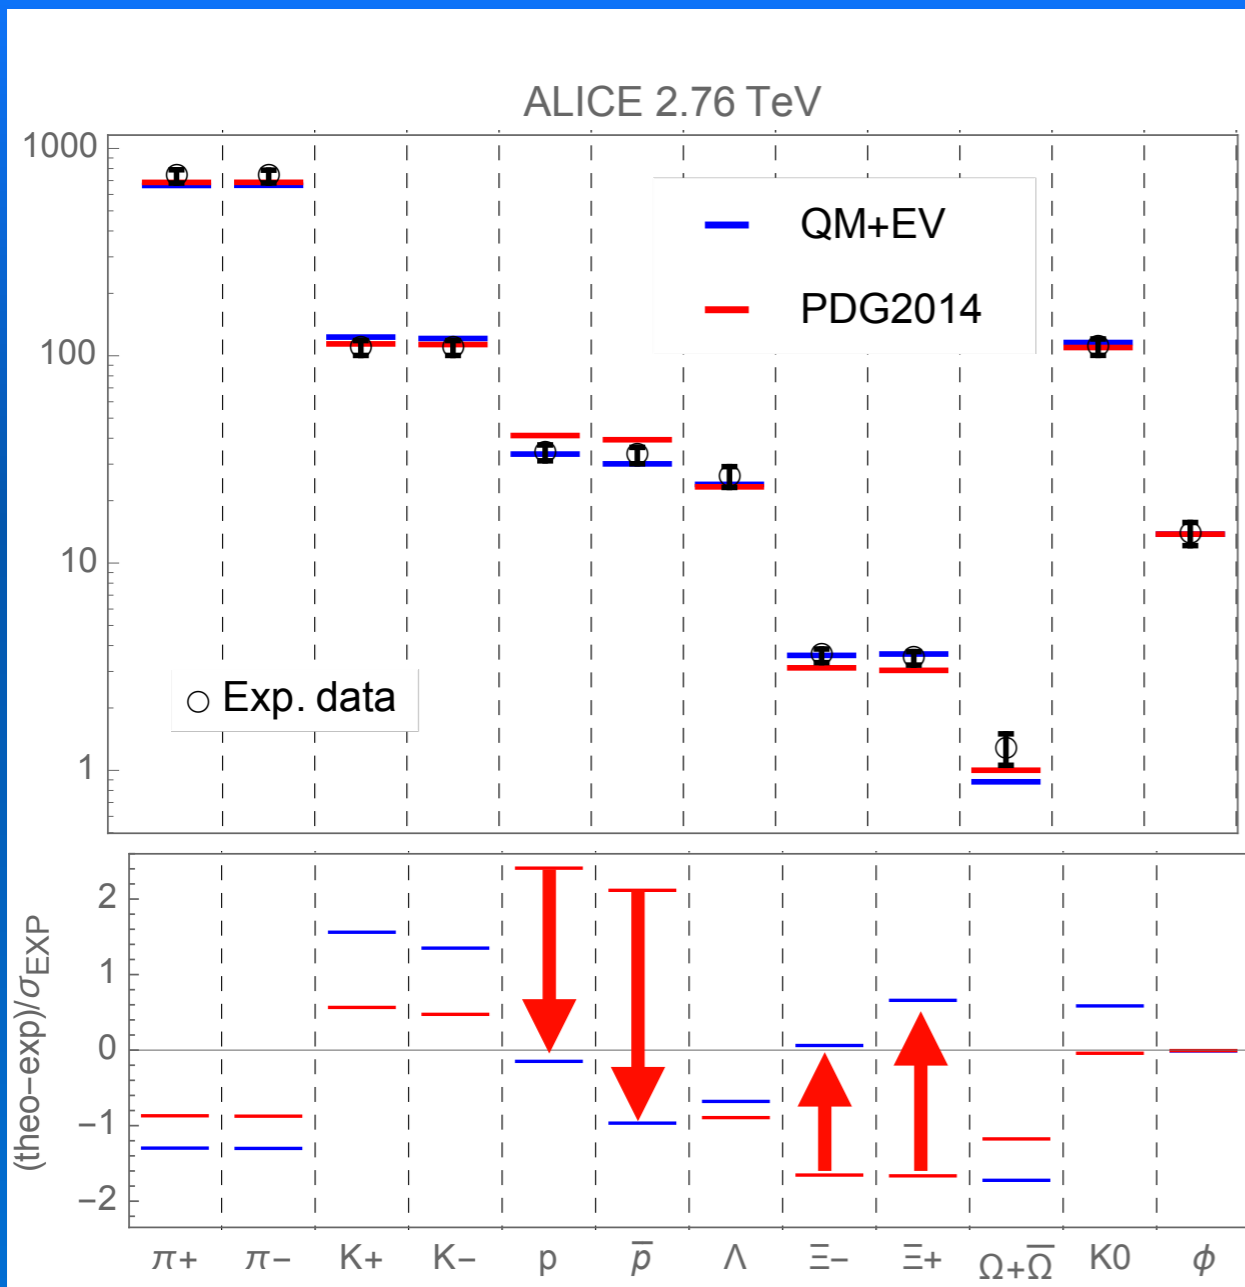 ALICE 2.76 TeV
1000
100
10
1
QM+EV
PDG2014
Exp. data
(theo−exp)/σEXP
2
1
0
−1
−2
π+ π− K+ K− p p̅ Λ Ξ− Ξ+ Ω+Ω̅ K0 ϕ